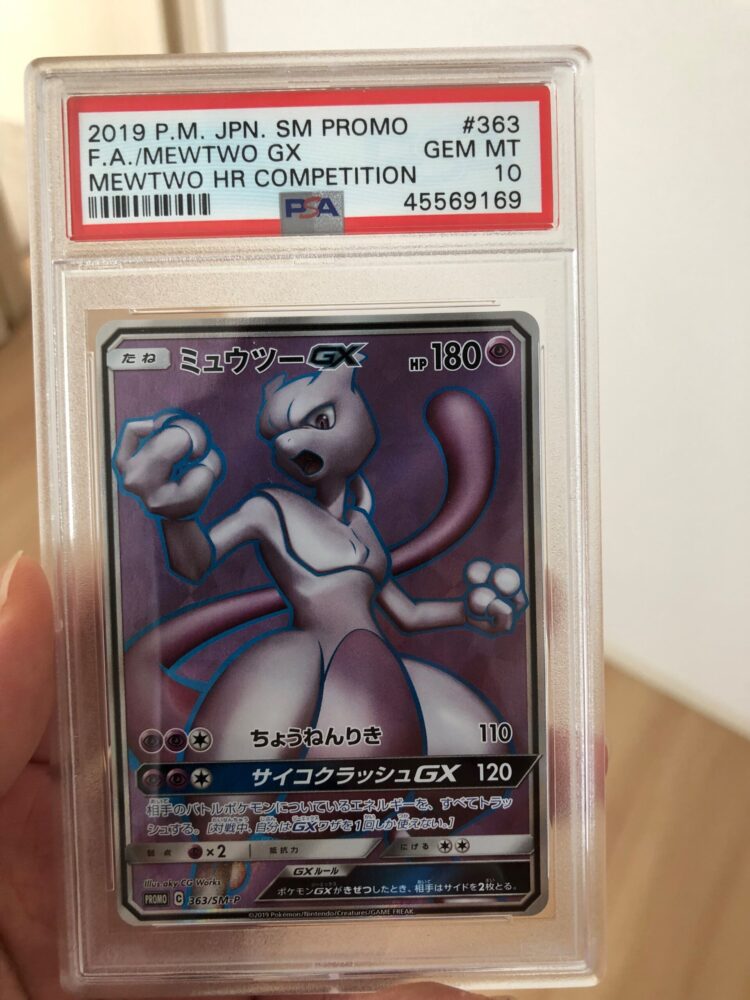 2019 P.M. JPN. SM PROMO #363
F.A./MEWTWO GX GEM MT
MEWTWO HR COMPETITION 10
PSA 45569169
たね ミュウツーGX HP 180
ちょうねんりき 110
サイコクラッシュGX 120
相手のバトルポケモンについているエネルギーを、すべてトラッ
シュする。[対戦中、自分はGXワザを1回しか使えない。]
弱点 ×2 抵抗力 にげる
GXルール
ポケモンGXがきぜつしたとき、相手はサイドを2枚とる。
Illus. aky CG Works
PROMO C 363/SM-P
©2019 Pokémon/Nintendo/Creatures/GAME FREAK